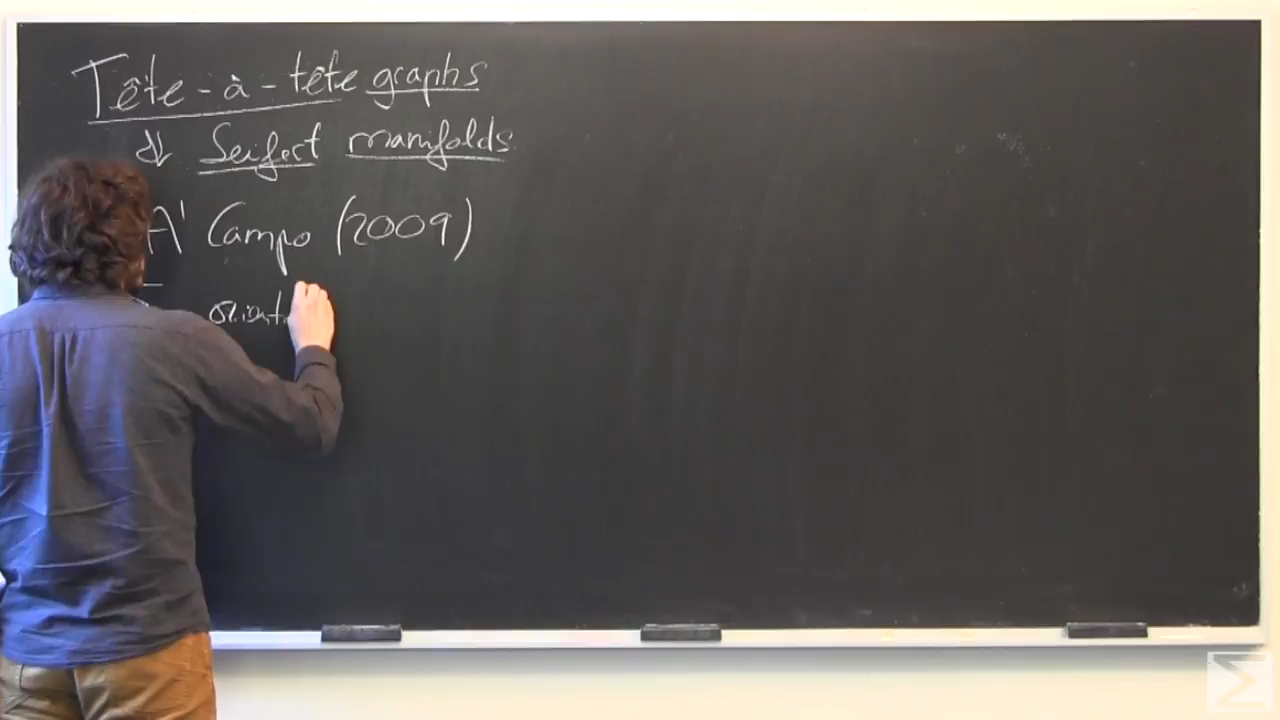 Tête-à-tête graphs
& Seifert manifolds
A' Campo (2009)